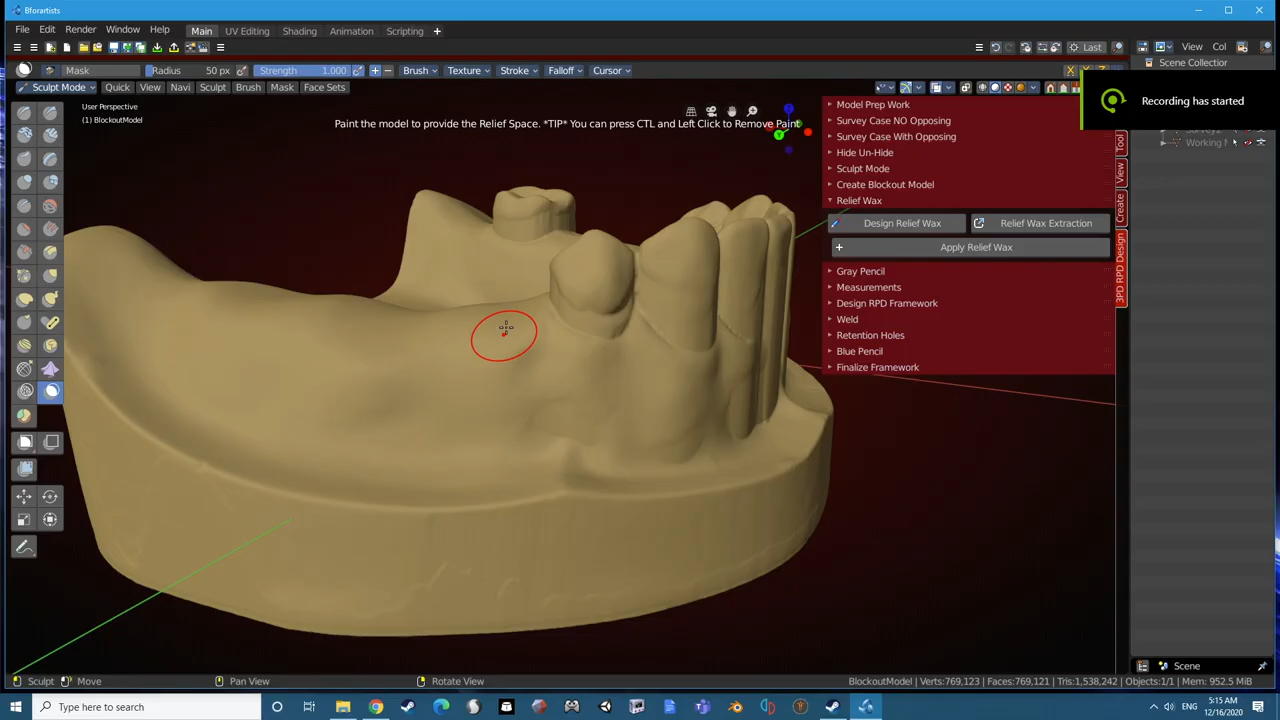 Bforartists
File Edit Render Window Help Main UV Editing Shading Animation Scripting +
Last View Col
Mask Radius 50 px Strength 1.000 Brush Texture Stroke Falloff Cursor
Scene Collection
Sculpt Mode Quick View Navi Sculpt Brush Mask Face Sets
Recording has started
User Perspective
(1) BlockoutModel
Paint the model to provide the Relief Space. *TIP* You can press CTL and Left Click to Remove Paint
Model Prep Work
Survey Case NO Opposing
Survey Case With Opposing
Hide Un-Hide
Sculpt Mode
Create Blockout Model
Relief Wax
Design Relief Wax Relief Wax Extraction
Apply Relief Wax
Gray Pencil
Measurements
Design RPD Framework
Weld
Retention Holes
Blue Pencil
Finalize Framework
Tool
View
Create
3PD RPD Design
Working
Scene
Sculpt Move Pan View Rotate View BlockoutModel | Verts:769,123 | Faces:769,121 | Tris:1,538,242 | Objects:1/1 | Mem: 952.5 MiB
Type here to search
5:15 AM
12/16/2020